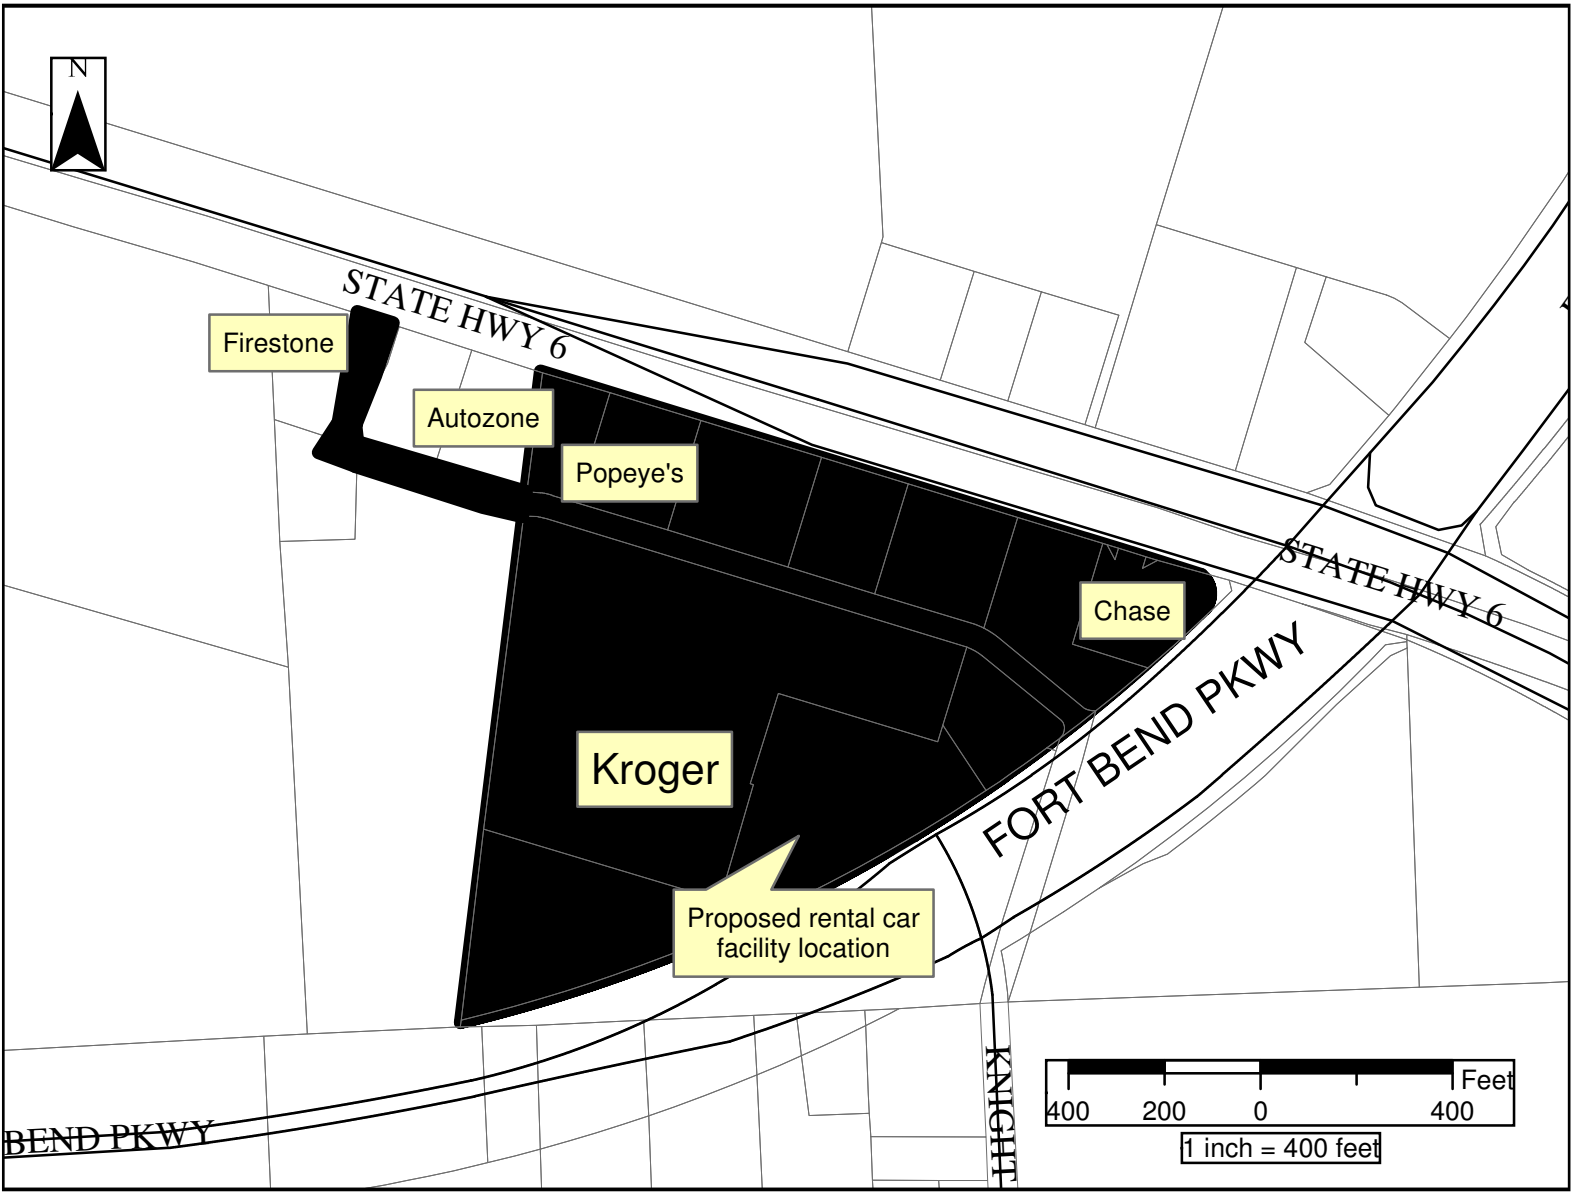 N
STATE HWY 6
Firestone
Autozone
Popeye's
STATE HWY 6
Chase
FORT BEND PKWY
Kroger
Proposed rental car
facility location
KNIGHT
BEND PKWY
Feet
400 200 0 400
1 inch = 400 feet